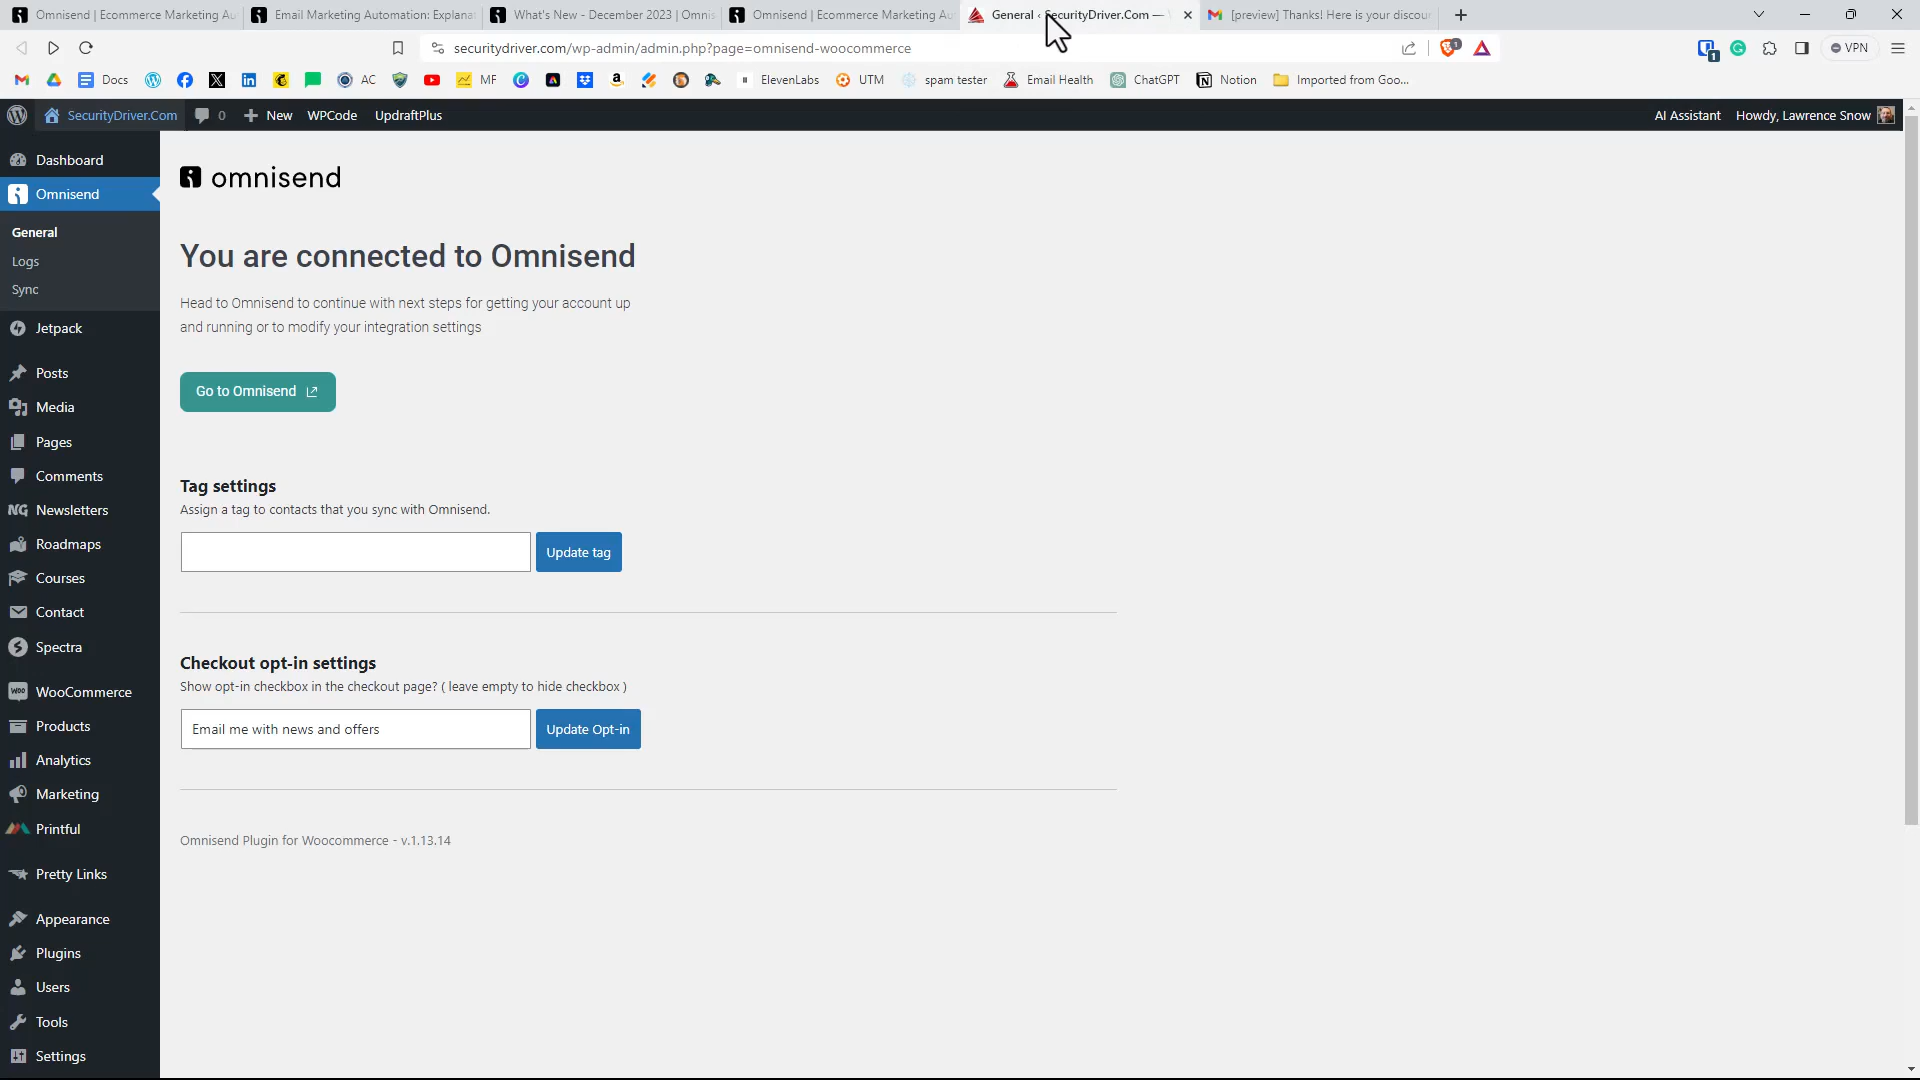 Omnisend | Ecommerce Marketing Au
Email Marketing Automation: Explana
What's New - December 2023 | Omnis
Omnisend | Ecommerce Marketing Au
General ‹ SecurityDriver.Com —
[preview] Thanks! Here is your discou
securitydriver.com/wp-admin/admin.php?page=omnisend-woocommerce
1
VPN
Docs
AC
MF
ElevenLabs
UTM
spam tester
Email Health
ChatGPT
Notion
Imported from Goo...
1
SecurityDriver.Com
0
New
WPCode
UpdraftPlus
AI Assistant
Howdy, Lawrence Snow
Dashboard
Omnisend
General
Logs
Sync
Jetpack
Posts
Media
Pages
Comments
NG Newsletters
Roadmaps
Courses
Contact
Spectra
Woo WooCommerce
Products
Analytics
Marketing
Printful
Pretty Links
Appearance
Plugins
Users
Tools
Settings
omnisend
You are connected to Omnisend
Head to Omnisend to continue with next steps for getting your account up
and running or to modify your integration settings
Go to Omnisend
Tag settings
Assign a tag to contacts that you sync with Omnisend.
Update tag
Checkout opt-in settings
Show opt-in checkbox in the checkout page? ( leave empty to hide checkbox )
Email me with news and offers
Update Opt-in
Omnisend Plugin for Woocommerce - v.1.13.14